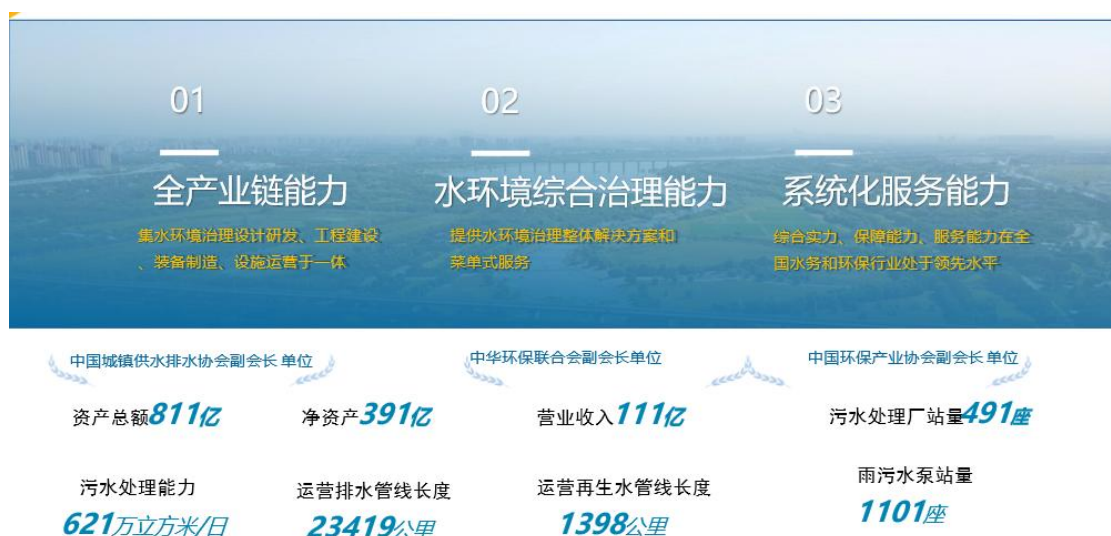 01
02
03
全产业链能力
水环境综合治理能力
系统化服务能力
集水环境治理设计研发、工程建设
、装备制造、设施运营于一体
提供水环境治理整体解决方案和
菜单式服务
综合实力、保障能力、服务能力在全
国水务和环保行业处于领先水平
中国城镇供水排水协会副会长单位
中华环保联合会副会长单位
中国环保产业协会副会长单位
资产总额811亿
净资产391亿
营业收入111亿
污水处理厂站量491座
污水处理能力
621万立方米/日
运营排水管线长度
23419公里
运营再生水管线长度
1398公里
雨污水泵站量
1101座